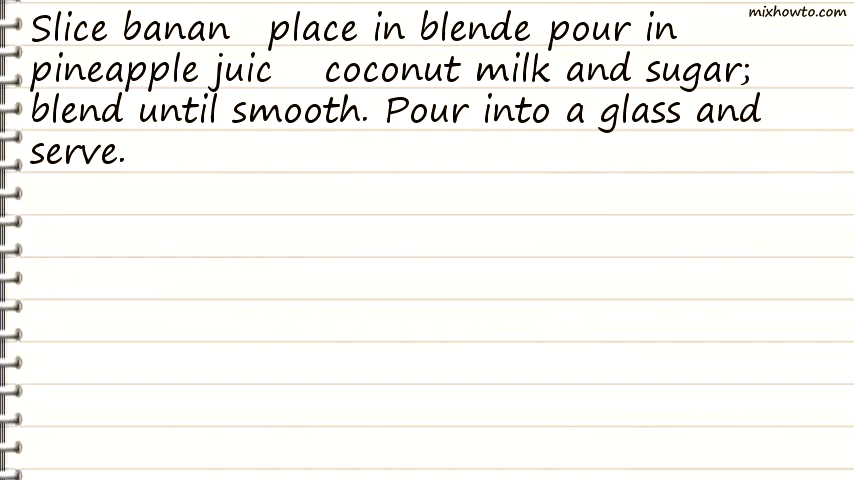 mixhowto.com
Slice banan place in blende pour in
pineapple juic coconut milk and sugar;
blend until smooth. Pour into a glass and
serve.